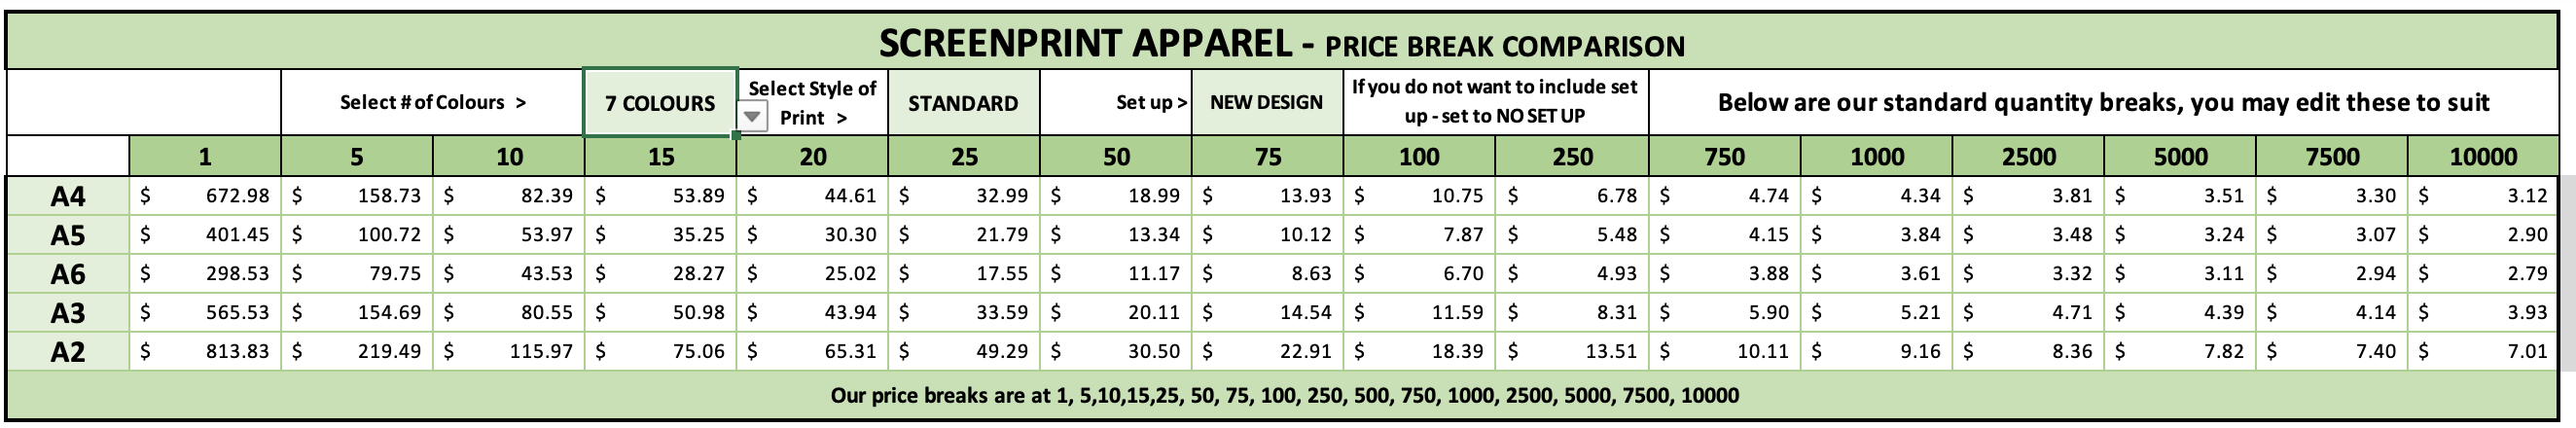 SCREENPRINT APPAREL - PRICE BREAK COMPARISON
Select # of Colours > 7 COLOURS Select Style of Print > STANDARD Set up > NEW DESIGN If you do not want to include set up - set to NO SET UP Below are our standard quantity breaks, you may edit these to suit
1 5 10 15 20 25 50 75 100 250 750 1000 2500 5000 7500 10000
A4 $ 672.98 $ 158.73 $ 82.39 $ 53.89 $ 44.61 $ 32.99 $ 18.99 $ 13.93 $ 10.75 $ 6.78 $ 4.74 $ 4.34 $ 3.81 $ 3.51 $ 3.30 $ 3.12
A5 $ 401.45 $ 100.72 $ 53.97 $ 35.25 $ 30.30 $ 21.79 $ 13.34 $ 10.12 $ 7.87 $ 5.48 $ 4.15 $ 3.84 $ 3.48 $ 3.24 $ 3.07 $ 2.90
A6 $ 298.53 $ 79.75 $ 43.53 $ 28.27 $ 25.02 $ 17.55 $ 11.17 $ 8.63 $ 6.70 $ 4.93 $ 3.88 $ 3.61 $ 3.32 $ 3.11 $ 2.94 $ 2.79
A3 $ 565.53 $ 154.69 $ 80.55 $ 50.98 $ 43.94 $ 33.59 $ 20.11 $ 14.54 $ 11.59 $ 8.31 $ 5.90 $ 5.21 $ 4.71 $ 4.39 $ 4.14 $ 3.93
A2 $ 813.83 $ 219.49 $ 115.97 $ 75.06 $ 65.31 $ 49.29 $ 30.50 $ 22.91 $ 18.39 $ 13.51 $ 10.11 $ 9.16 $ 8.36 $ 7.82 $ 7.40 $ 7.01
Our price breaks are at 1, 5,10,15,25, 50, 75, 100, 250, 500, 750, 1000, 2500, 5000, 7500, 10000